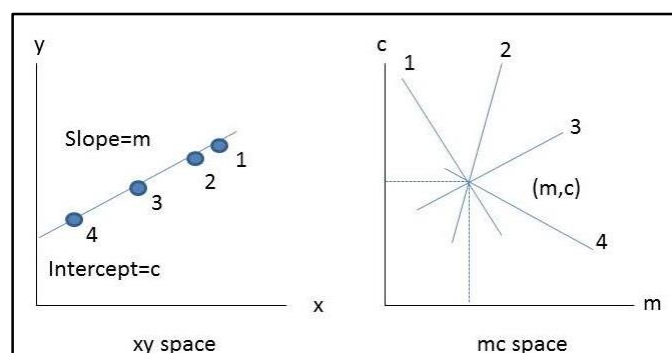 y
Slope=m
1
2
3
4
Intercept=c
x
xy space
c
1
2
3
(m,c)
4
m
mc space